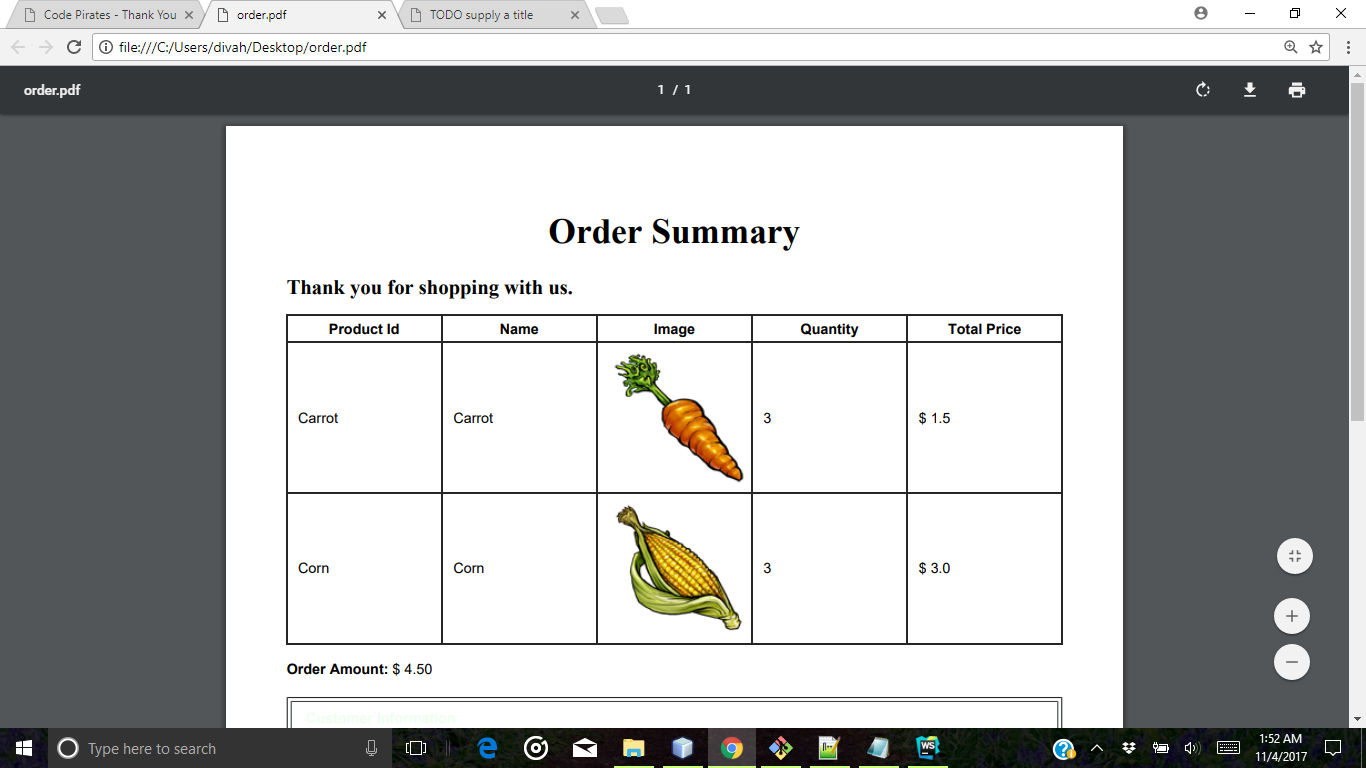 Code Pirates - Thank You
order.pdf
TODO supply a title
file:///C:/Users/divah/Desktop/order.pdf
order.pdf
1 / 1
Order Summary
Thank you for shopping with us.
Product Id Name Image Quantity Total Price
Carrot Carrot 3 $ 1.5
Corn Corn 3 $ 3.0
Order Amount: $ 4.50
Customer Information
Type here to search
WS
1:52 AM
11/4/2017